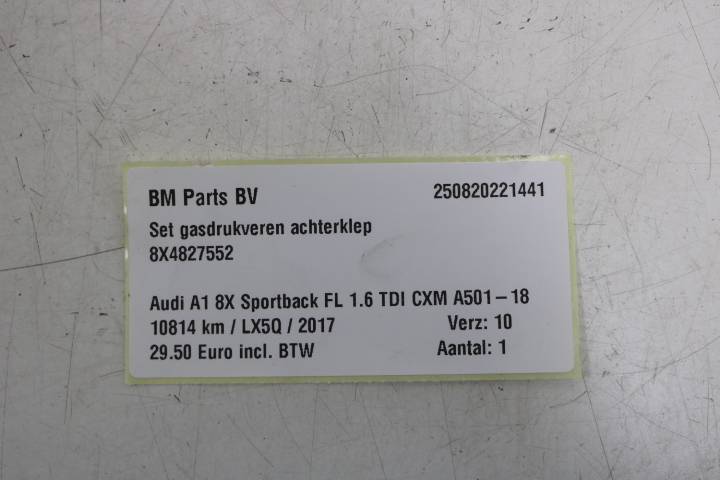 BM Parts BV 250820221441
Set gasdrukveren achterklep
8X4827552
Audi A1 8X Sportback FL 1.6 TDI CXM A501-18
10814 km / LX5Q / 2017 Verz: 10
29.50 Euro incl. BTW Aantal: 1